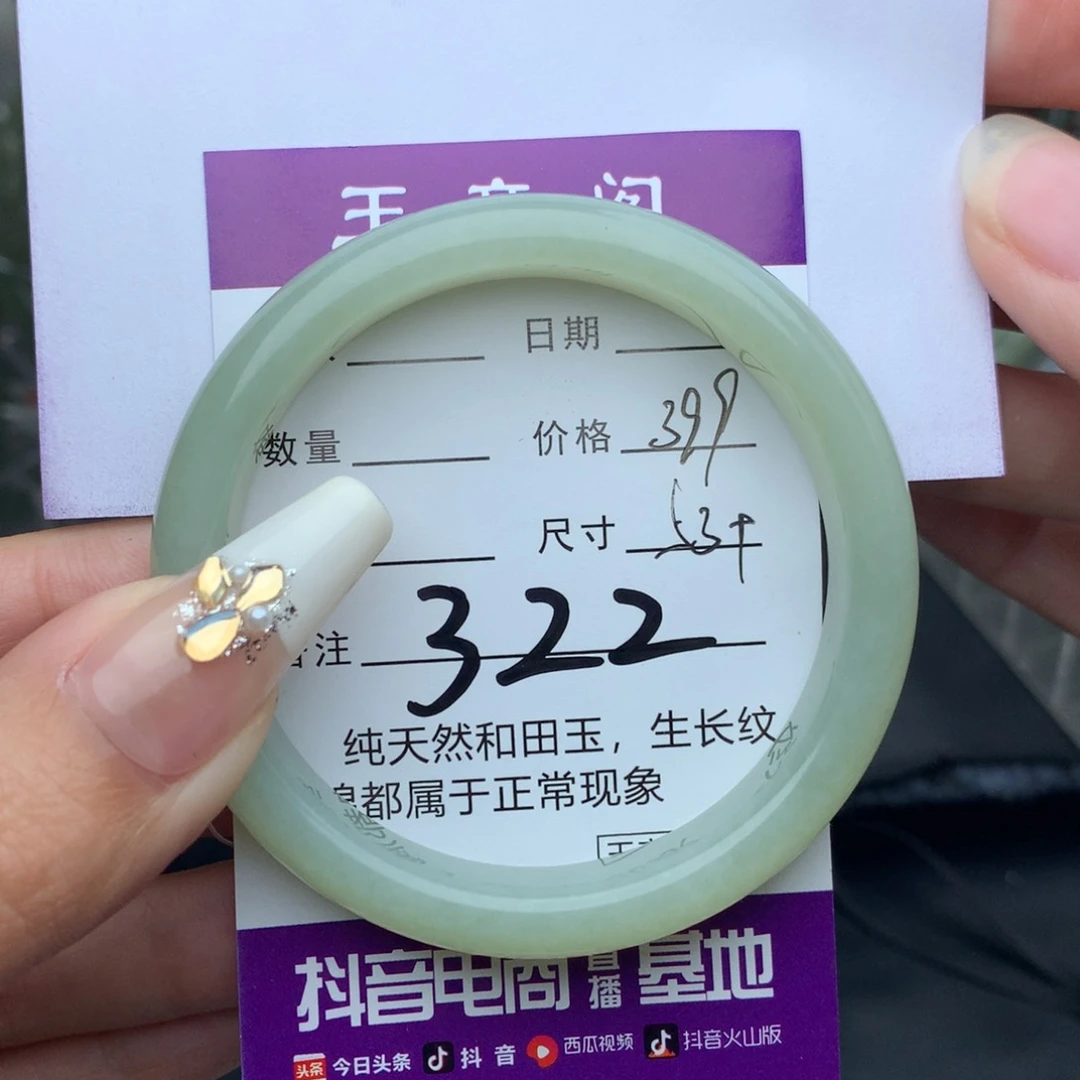 日期
数量 价格 399
尺寸 53+
注 322
纯天然和田玉，生长纹
都属于正常现象
抖音电商直播基地
头条 今日头条 抖音 西瓜视频 抖音火山版